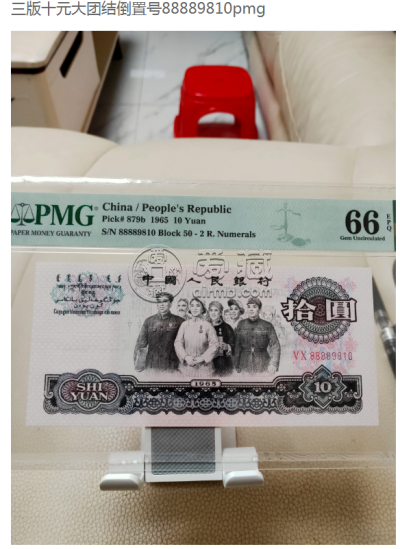 三版十元大团结倒置号88889810pmg
PMG
PAPER MONEY GUARANTY
China / People's Republic
Pick# 879b 1965 10 Yuan
S/N 88889810 Block 50 - 2 R. Numerals
66
EPQ
Gem Uncirculated
中國人民銀行
拾圓
VX 88889810
1965
SHI
YUAN
10